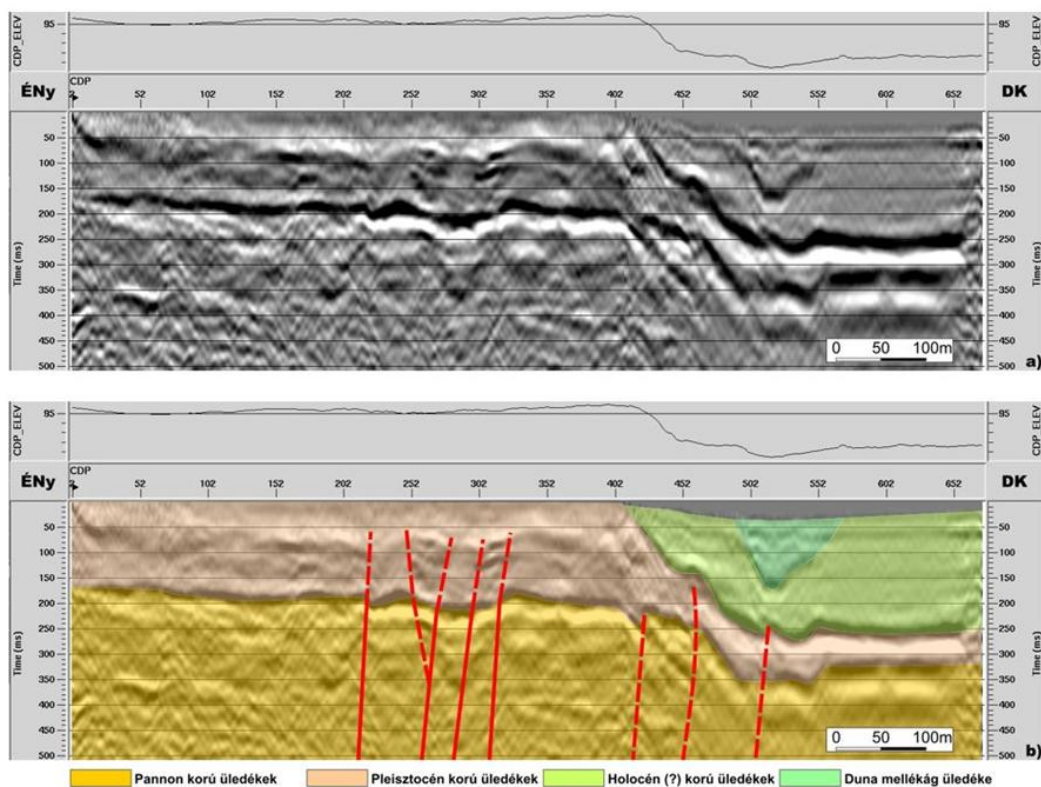 CDP_ELEV 95 95 CDP_ELEV
ÉNy CDP DK
2 52 102 152 202 252 302 352 402 452 502 552 602 652
50 50
100 100
150 150
200 200
Time (ms) 250 250 Time (ms)
300 300
350 350
400 400
450 450
500 500
0 50 100m
a)
CDP_ELEV 95 95 CDP_ELEV
ÉNy CDP DK
2 52 102 152 202 252 302 352 402 452 502 552 602 652
50 50
100 100
150 150
200 200
Time (ms) 250 250 Time (ms)
300 300
350 350
400 400
450 450
500 500
0 50 100m
b)
Pannon korú üledékek Pleisztocén korú üledékek Holocén (?) korú üledékek Duna mellékág üledéke